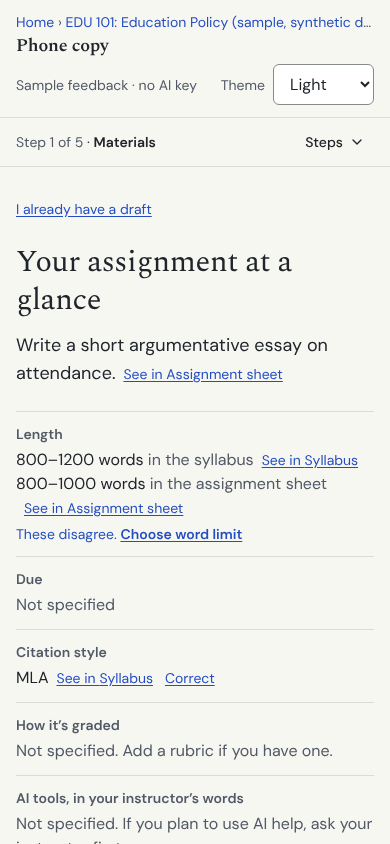 Home › EDU 101: Education Policy (sample, synthetic d…
Phone copy
Sample feedback · no AI key Theme Light
Step 1 of 5 · Materials Steps
I already have a draft
Your assignment at a
glance
Write a short argumentative essay on
attendance. See in Assignment sheet
Length
800–1200 words in the syllabus See in Syllabus
800–1000 words in the assignment sheet
See in Assignment sheet
These disagree. Choose word limit
Due
Not specified
Citation style
MLA See in Syllabus Correct
How it’s graded
Not specified. Add a rubric if you have one.
AI tools, in your instructor’s words
Not specified. If you plan to use AI help, ask your